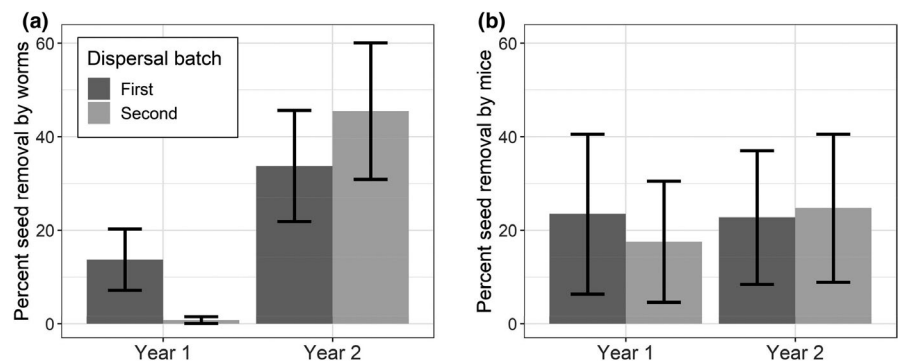 (a)
Percent seed removal by worms
60
40
20
0
Dispersal batch
First
Second
Year 1
Year 2
(b)
Percent seed removal by mice
60
40
20
0
Year 1
Year 2